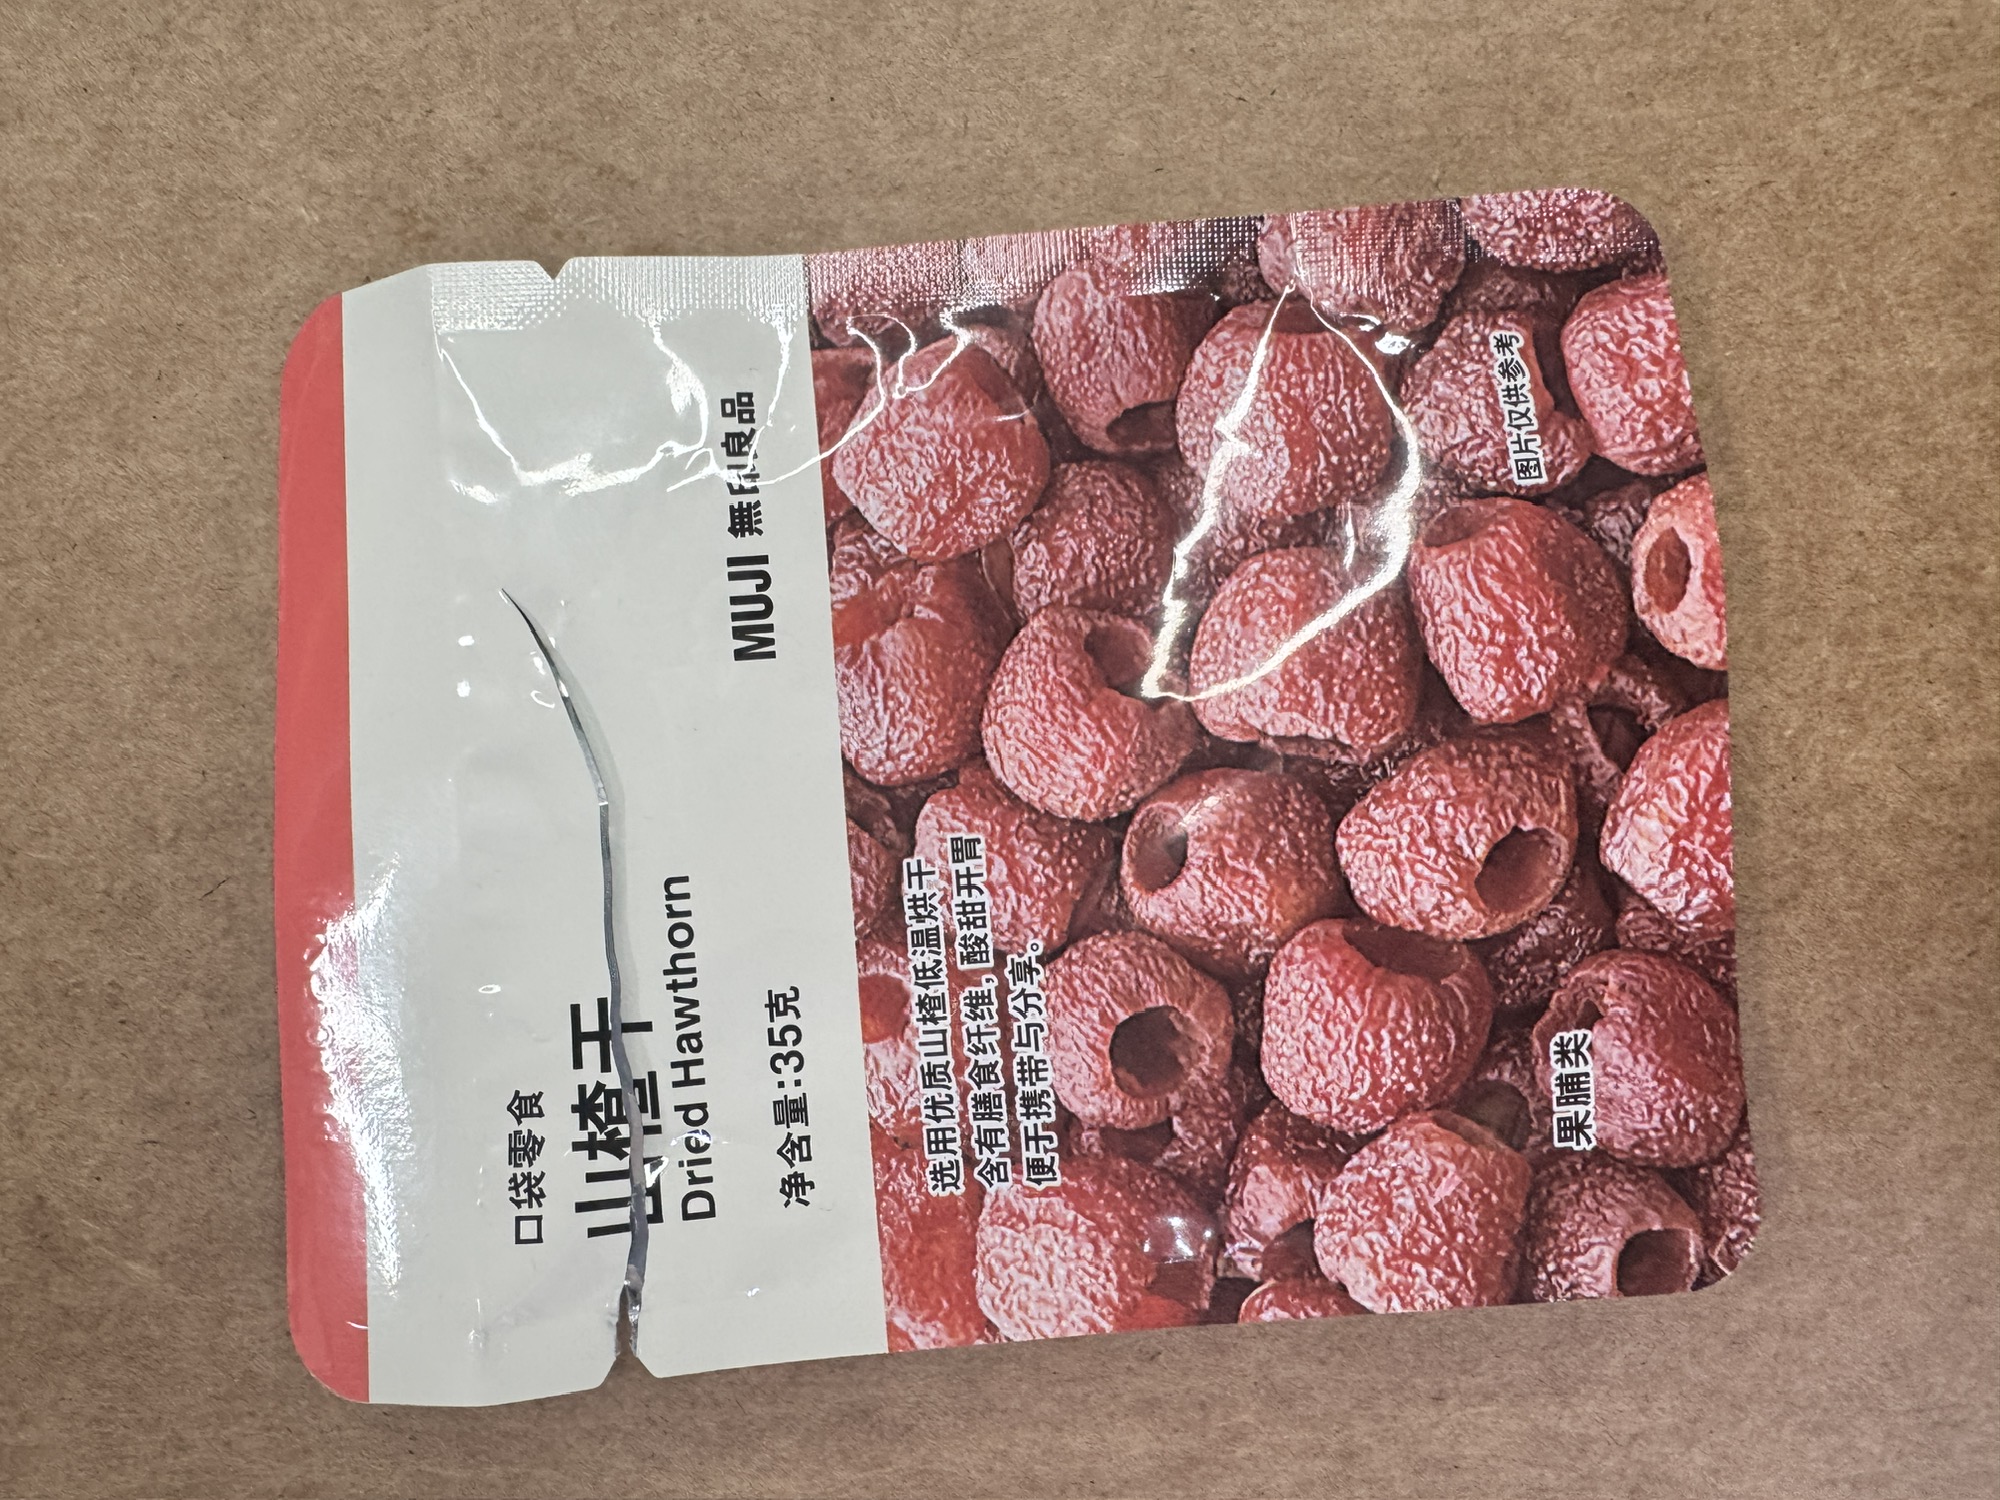 口袋零食
山楂干
Dried Hawthorn
净含量:35克
MUJI 無印良品
选用优质山楂低温烘干
含有膳食纤维,酸甜开胃
便于携带与分享。
果脯类
图片仅供参考